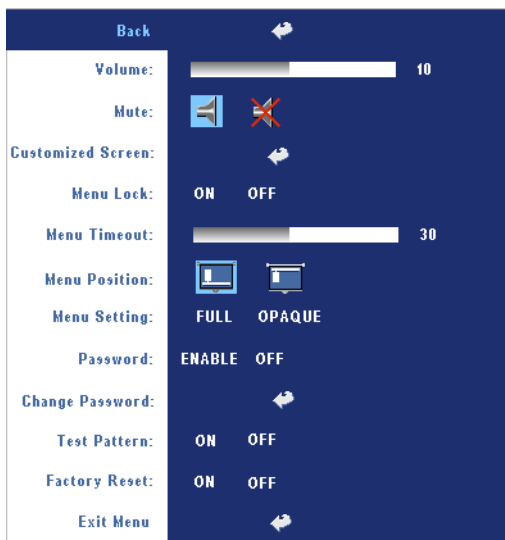 Back
Volume: 10
Mute:
Customized Screen:
Menu Lock: ON OFF
Menu Timeout: 30
Menu Position:
Menu Setting: FULL OPAQUE
Password: ENABLE OFF
Change Password:
Test Pattern: ON OFF
Factory Reset: ON OFF
Exit Menu